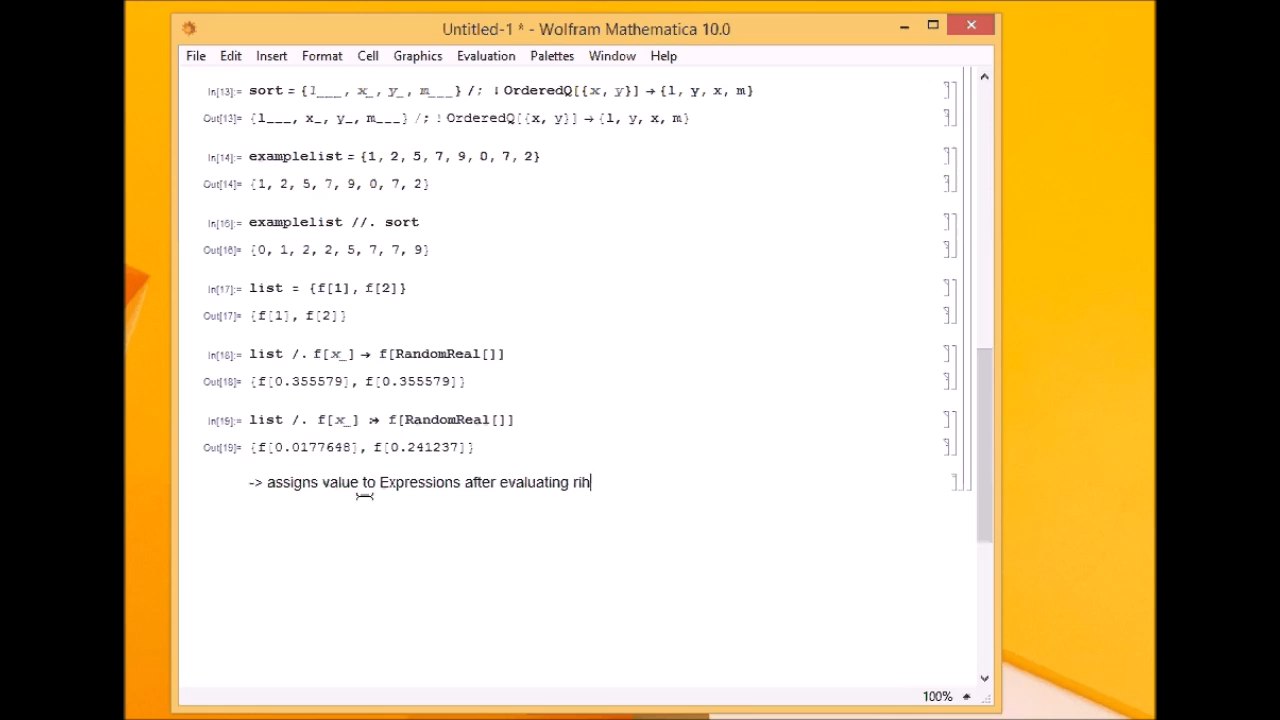 Untitled-1 * - Wolfram Mathematica 10.0
File Edit Insert Format Cell Graphics Evaluation Palettes Window Help
In[13]:= sort = {l___, x_, y_, m___} /; ! OrderedQ[{x, y}] → {l, y, x, m}
Out[13]= {l___, x_, y_, m___} /; ! OrderedQ[{x, y}] → {l, y, x, m}
In[14]:= examplelist = {1, 2, 5, 7, 9, 0, 7, 2}
Out[14]= {1, 2, 5, 7, 9, 0, 7, 2}
In[16]:= examplelist //. sort
Out[16]= {0, 1, 2, 2, 5, 7, 7, 9}
In[17]:= list = {f[1], f[2]}
Out[17]= {f[1], f[2]}
In[18]:= list /. f[x_] → f[RandomReal[]]
Out[18]= {f[0.355579], f[0.355579]}
In[19]:= list /. f[x_] :→ f[RandomReal[]]
Out[19]= {f[0.0177648], f[0.241237]}
-> assigns value to Expressions after evaluating rih
100%